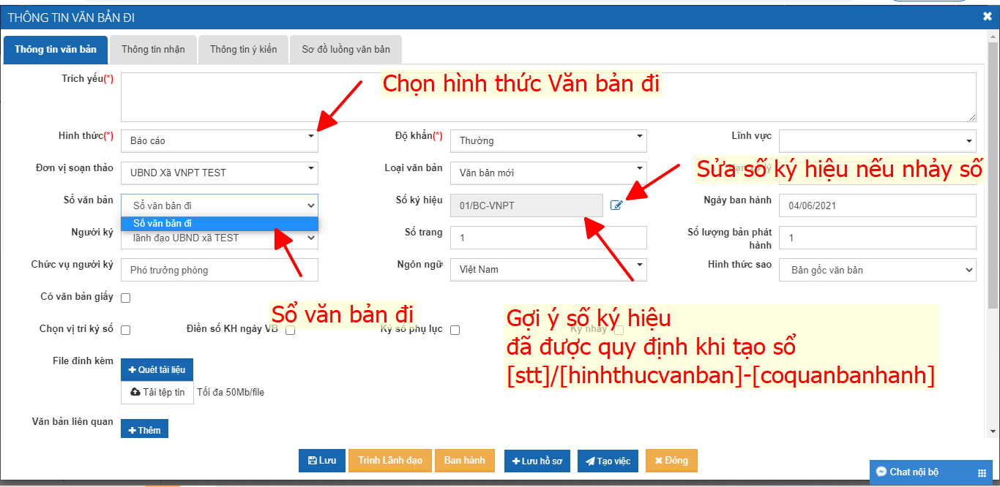 THÔNG TIN VĂN BẢN ĐI
Thông tin văn bản Thông tin nhận Thông tin ý kiến Sơ đồ luồng văn bản
Trích yếu(*)
Chọn hình thức Văn bản đi
Hình thức(*) Báo cáo Độ khẩn(*) Thường Lĩnh vực
Đơn vị soạn thảo UBND Xã VNPT TEST Loại văn bản Văn bản mới
Sửa số ký hiệu nếu nhảy số
Sổ văn bản Sổ văn bản đi Số ký hiệu 01/BC-VNPT Ngày ban hành 04/06/2021
Sổ văn bản đi
Người ký lãnh đạo UBND xã TEST Số trang 1 Số lượng bản phát hành 1
Chức vụ người ký Phó trưởng phòng Ngôn ngữ Việt Nam Hình thức sao Bản gốc văn bản
Có văn bản giấy
Sổ văn bản đi
Gợi ý số ký hiệu
đã được quy định khi tạo sổ
[stt]/[hinhthucvanban]-[coquanbanhanh]
Chọn vị trí ký số Điền số KH ngày VB Ký số phụ lục Ký nháy
File đính kèm Quét tài liệu
Tải tệp tin Tối đa 50Mb/file
Văn bản liên quan Thêm
Lưu Trình Lãnh đạo Ban hành Lưu hồ sơ Tạo việc Đóng
Chat nội bộ